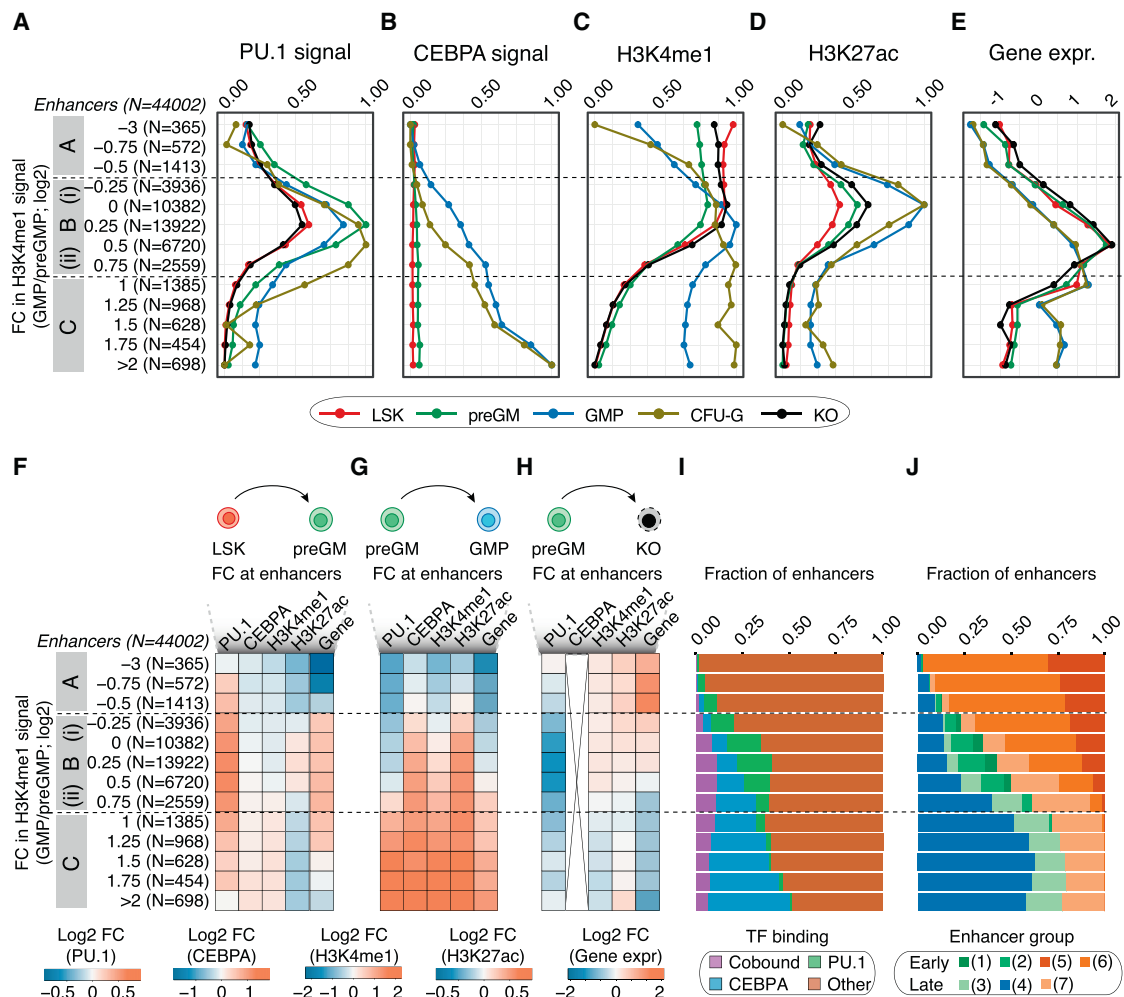 A
B
C
D
E
PU.1 signal
CEBPA signal
H3K4me1
H3K27ac
Gene expr.
0.00 0.50 1.00
0.00 0.50 1.00
0.00 0.50 1.00
0.00 0.50 1.00
-1 0 1 2
Enhancers (N=44002)
FC in H3K4me1 signal
(GMP/preGMP; log2)
A
B
(i)
(ii)
C
−3 (N=365)
−0.75 (N=572)
−0.5 (N=1413)
−0.25 (N=3936)
0 (N=10382)
0.25 (N=13922)
0.5 (N=6720)
0.75 (N=2559)
1 (N=1385)
1.25 (N=968)
1.5 (N=628)
1.75 (N=454)
>2 (N=698)
LSK preGM GMP CFU-G KO
F
G
H
I
J
LSK preGM
preGM GMP
preGM KO
FC at enhancers
FC at enhancers
FC at enhancers
Fraction of enhancers
Fraction of enhancers
PU.1 CEBPA H3K4me1 H3K27ac Gene
PU.1 CEBPA H3K4me1 H3K27ac Gene
PU.1 CEBPA H3K4me1 H3K27ac Gene
0.00 0.25 0.50 1.00
0.00 0.25 0.50 1.00
Enhancers (N=44002)
FC in H3K4me1 signal
(GMP/preGMP; log2)
A
B
(i)
(ii)
C
−3 (N=365)
−0.75 (N=572)
−0.5 (N=1413)
−0.25 (N=3936)
0 (N=10382)
0.25 (N=13922)
0.5 (N=6720)
0.75 (N=2559)
1 (N=1385)
1.25 (N=968)
1.5 (N=628)
1.75 (N=454)
>2 (N=698)
Log2 FC
(PU.1)
−0.5 0 0.5
Log2 FC
(CEBPA)
−1 0 1
Log2 FC
(H3K4me1)
−1 0 1 2
Log2 FC
(H3K27ac)
−0.5 0 0.5
Log2 FC
(Gene expr)
−2 0 2
TF binding
Cobound PU.1
CEBPA Other
Enhancer group
Early (1) (2) (5) (6)
Late (3) (4) (7)